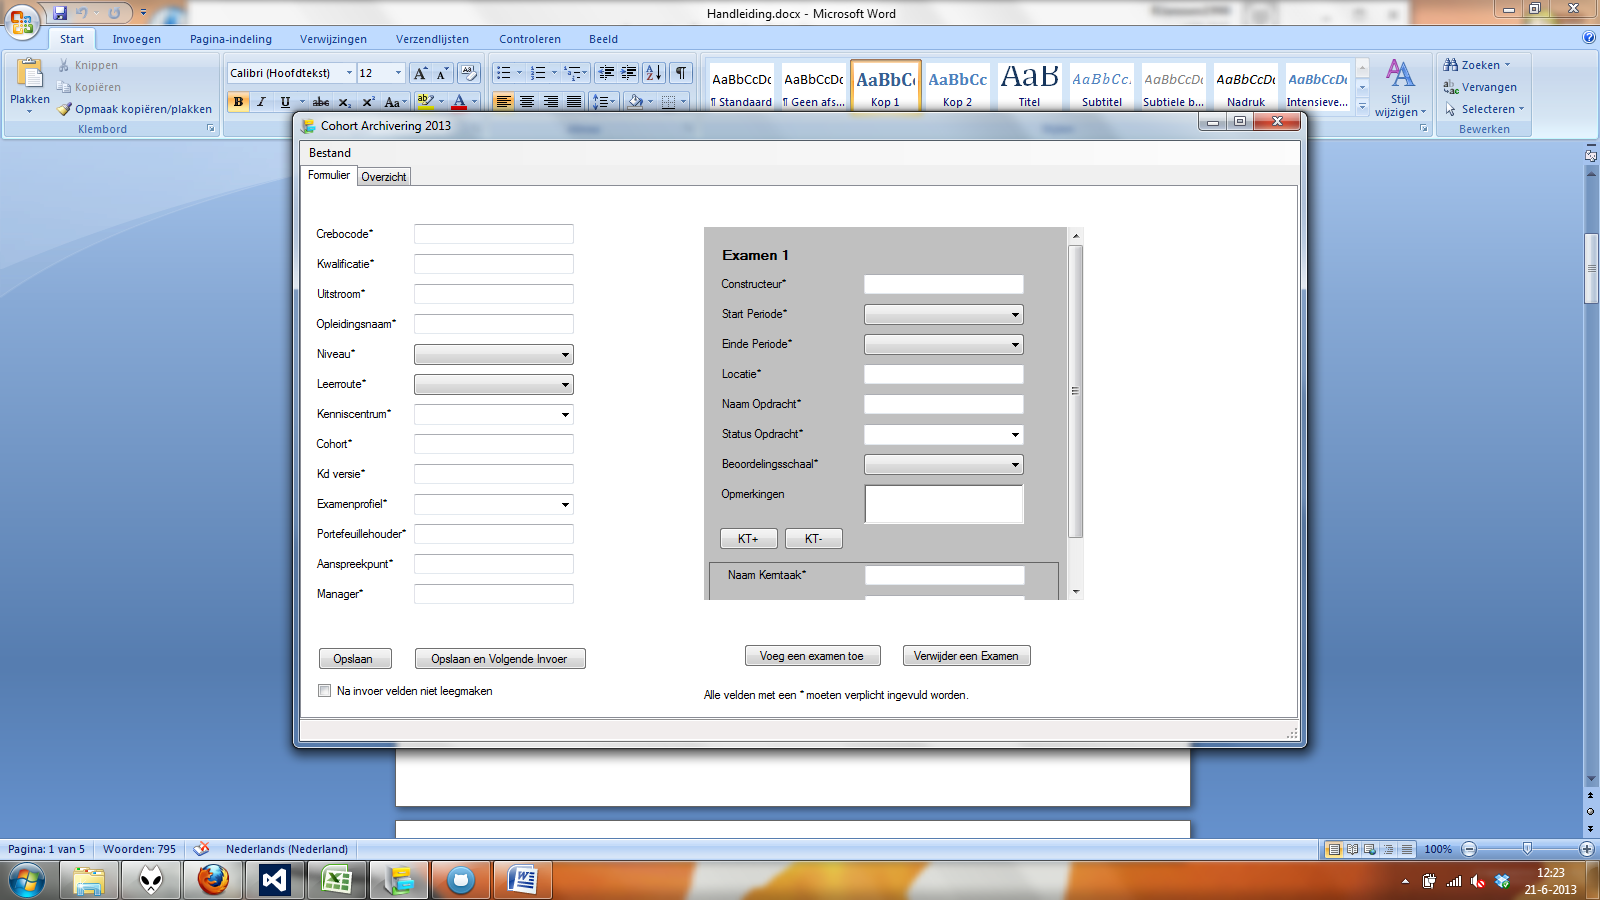 Handleiding.docx - Microsoft Word
Start Invoegen Pagina-indeling Verwijzingen Verzendlijsten Controleren Beeld
Plakken
Knippen
Kopiëren
Opmaak kopiëren/plakken
Klembord
Calibri (Hoofdtekst) 12
B I U abc x₂ x² Aa
AaBbCcDc AaBbCcDc AaBbC AaBbCc AaB AaBbCc. AaBbCcDc AaBbCcDc AaBbCcDc
¶ Standaard ¶ Geen afs... Kop 1 Kop 2 Titel Subtitel Subtiele b... Nadruk Intensieve...
Stijl wijzigen
Zoeken
Vervangen
Selecteren
Bewerken
Cohort Archivering 2013
Bestand
Formulier Overzicht
Crebocode*
Kwalificatie*
Uitstroom*
Opleidingsnaam*
Niveau*
Leerroute*
Kenniscentrum*
Cohort*
Kd versie*
Examenprofiel*
Portefeuillehouder*
Aanspreekpunt*
Manager*
Opslaan Opslaan en Volgende Invoer
Na invoer velden niet leegmaken
Examen 1
Constructeur*
Start Periode*
Einde Periode*
Locatie*
Naam Opdracht*
Status Opdracht*
Beoordelingsschaal*
Opmerkingen
KT+ KT-
Naam Kerntaak*
Voeg een examen toe Verwijder een Examen
Alle velden met een * moeten verplicht ingevuld worden.
Pagina: 1 van 5 Woorden: 795 Nederlands (Nederland) 100%
12:23
21-6-2013